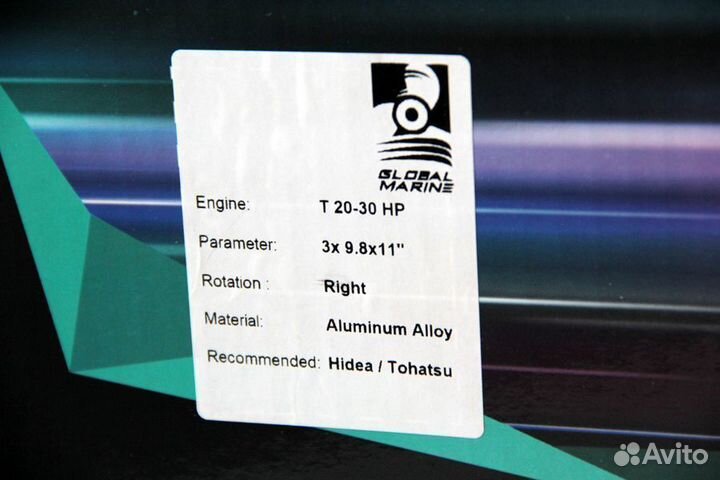 GLOBAL
MARINE
Engine: T 20-30 HP
Parameter: 3x 9.8x11"
Rotation : Right
Material: Aluminum Alloy
Recommended: Hidea / Tohatsu
Avito